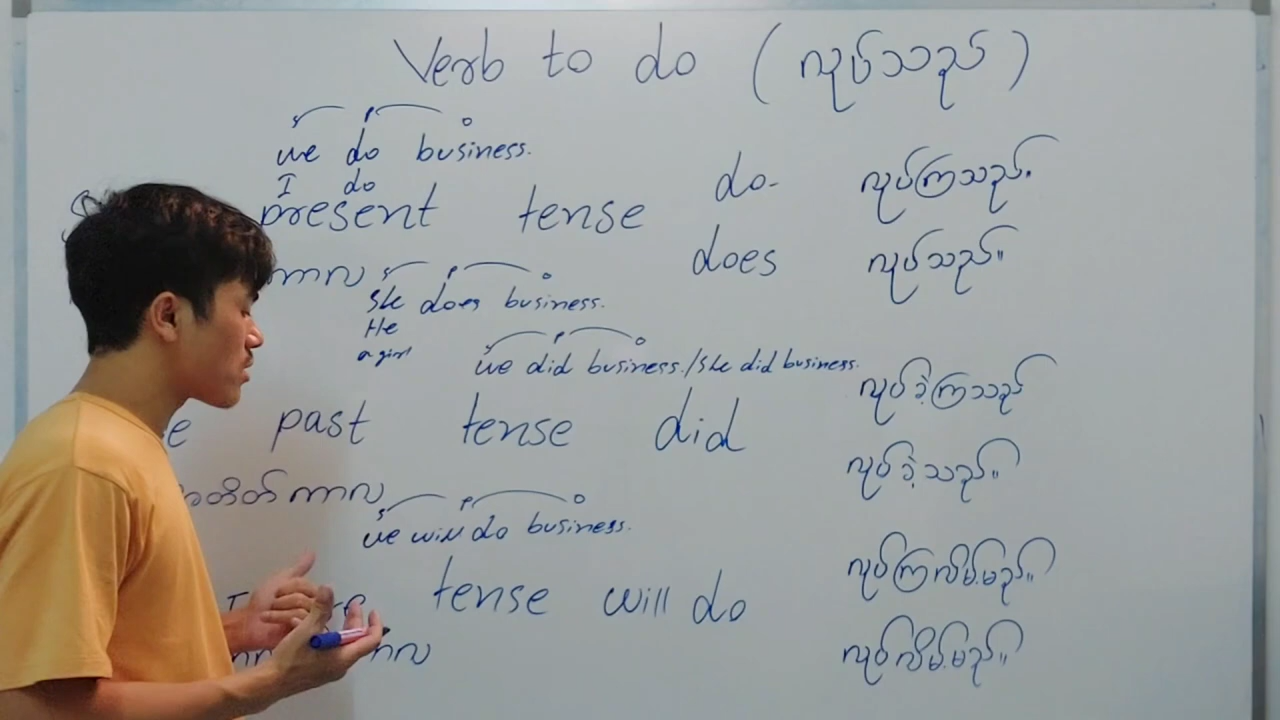 Verb to do (လုပ်သည်)
we do business.
I do
present tense do-
လုပ်ကြသည်။
does လုပ်သည်။
ကာလ
She does business.
He
a girl
we did business./she did business.
လုပ်ခဲ့ကြသည်
past tense did
လုပ်ခဲ့သည်။
အတိတ်ကာလ
we will do business.
လုပ်ကြလိမ့်မည်။
tense will do
လုပ်လိမ့်မည်။